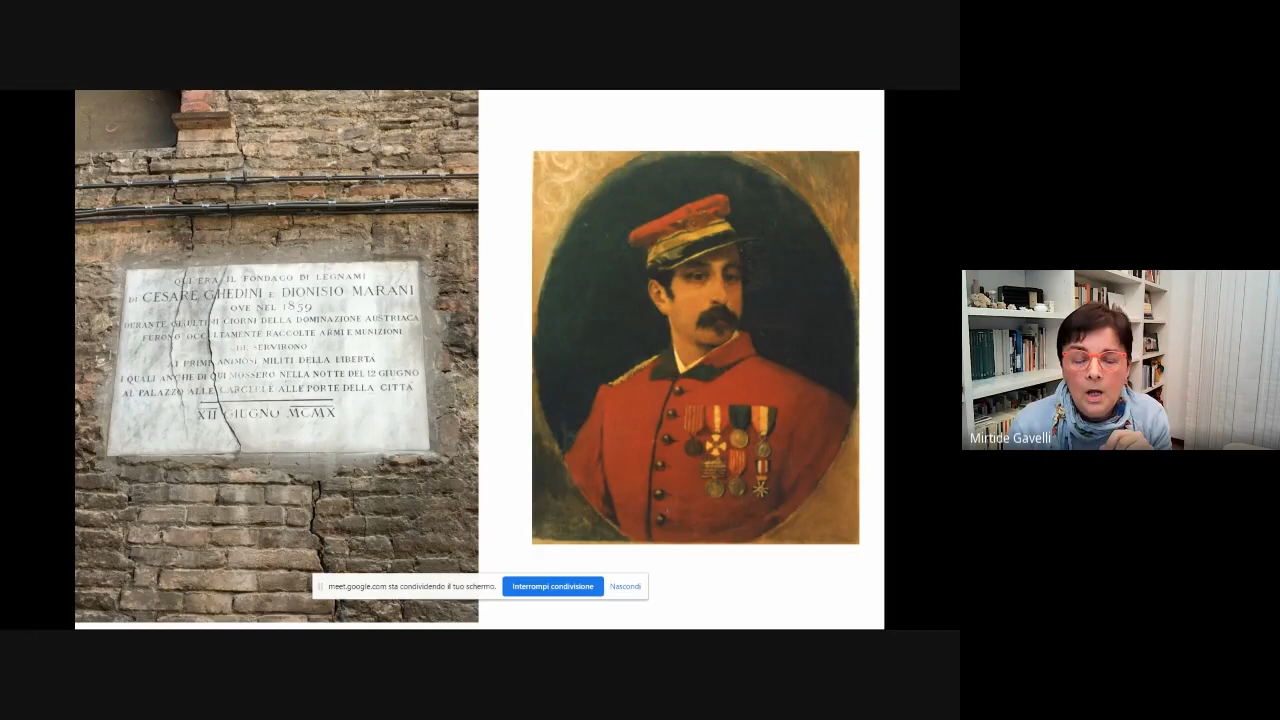 QUI ERA IL FONDACO DI LEGNAMI
DI CESARE GHEDINI E DIONISIO MARANI
OVE NEL 1859
DURANTE GLI ULTIMI GIORNI DELLA DOMINAZIONE AUSTRIACA
FURONO OCCULTAMENTE RACCOLTE ARMI E MUNIZIONI
CHE SERVIRONO
AI PRIMI ANIMOSI MILITI DELLA LIBERTÀ
I QUALI ANCHE DI QUI MOSSERO NELLA NOTTE DEL 12 GIUGNO
AL PALAZZO ALLE CARCERI E ALLE PORTE DELLA CITTÀ
XII GIUGNO MCMX
meet.google.com sta condividendo il tuo schermo.
Interrompi condivisione
Nascondi
Mirtide Gavelli